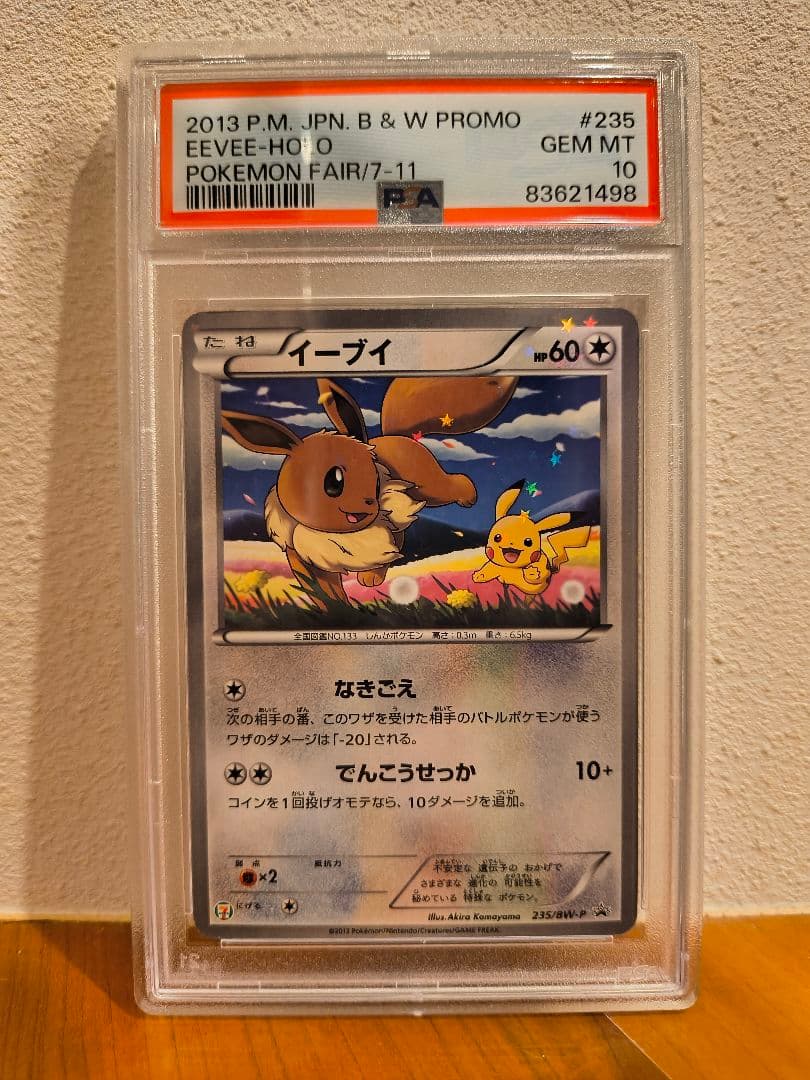 2013 P.M. JPN. B & W PROMO #235
EEVEE-HOLO GEM MT
POKEMON FAIR/7-11 10
PSA 83621498
たね イーブイ HP60
全国図鑑NO.133 しんかポケモン 高さ:0.3m 重さ:6.5kg
なきごえ
次の相手の番、このワザを受けた相手のバトルポケモンが使う
ワザのダメージは「-20」される。
でんこうせっか 10+
コインを1回投げオモテなら、10ダメージを追加。
弱点 抵抗力
×2
不安定な 遺伝子の おかげで
さまざまな 進化の 可能性を
秘めている 特殊な ポケモン。
7 にげる
Illus. Akira Komayama 235/BW-P
©2013 Pokémon/Nintendo/Creatures/GAME FREAK.